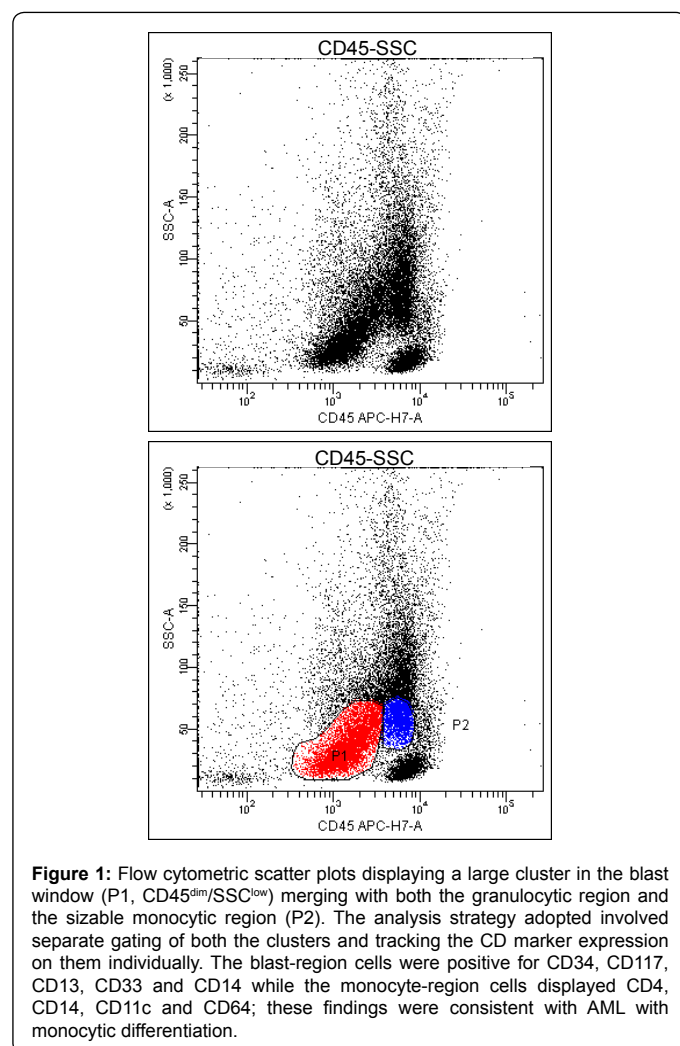 CD45-SSC
(x 1,000)
250
200
150
100
50
SSC-A
10²
10³
10⁴
10⁵
CD45 APC-H7-A
CD45-SSC
(x 1,000)
250
200
150
100
50
SSC-A
P1
P2
10²
10³
10⁴
10⁵
CD45 APC-H7-A
Figure 1: Flow cytometric scatter plots displaying a large cluster in the blast
window (P1, CD45ᵈⁱᵐ/SSCˡᵒʷ) merging with both the granulocytic region and
the sizable monocytic region (P2). The analysis strategy adopted involved
separate gating of both the clusters and tracking the CD marker expression
on them individually. The blast-region cells were positive for CD34, CD117,
CD13, CD33 and CD14 while the monocyte-region cells displayed CD4,
CD14, CD11c and CD64; these findings were consistent with AML with
monocytic differentiation.